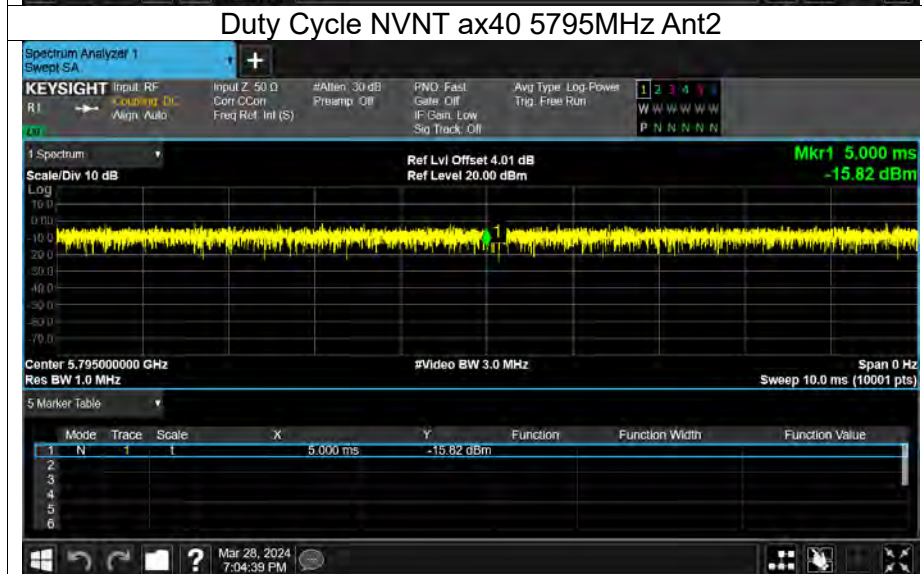 Duty Cycle NVNT ax40 5795MHz Ant2
Spectrum Analyzer 1
Swept SA
+
KEYSIGHT Input: RF Input Z: 50 Ω #Atten: 30 dB PNO: Fast Avg Type: Log-Power 1 2 3 4 5 6
R L Coupling: DC Corr CCorr Preamp: Off Gate: Off Trig: Free Run W W W W W W
Align: Auto Freq Ref: Int (S) IF Gain: Low
Sig Track: Off P N N N N N
1 Spectrum Ref Lvl Offset 4.01 dB Mkr1 5.000 ms
Scale/Div 10 dB Ref Level 20.00 dBm -15.82 dBm
Log
10.0
0.00
-10.0
-20.0
-30.0
-40.0
-50.0
-60.0
-70.0
1
Center 5.795000000 GHz #Video BW 3.0 MHz Span 0 Hz
Res BW 1.0 MHz Sweep 10.0 ms (10001 pts)
5 Marker Table
Mode Trace Scale X Y Function Function Width Function Value
1 N 1 t 5.000 ms -15.82 dBm
2
3
4
5
6
? Mar 28, 2024
7:04:39 PM